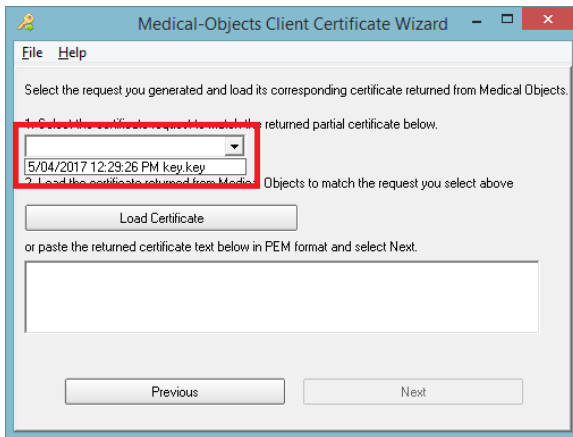 Medical-Objects Client Certificate Wizard
File Help
Select the request you generated and load its corresponding certificate returned from Medical Objects.
1. Select the certificate request to match the returned partial certificate below.
5/04/2017 12:29:26 PM key.key
2. Load the certificate returned from Medical Objects to match the request you select above
Load Certificate
or paste the returned certificate text below in PEM format and select Next.
Previous Next